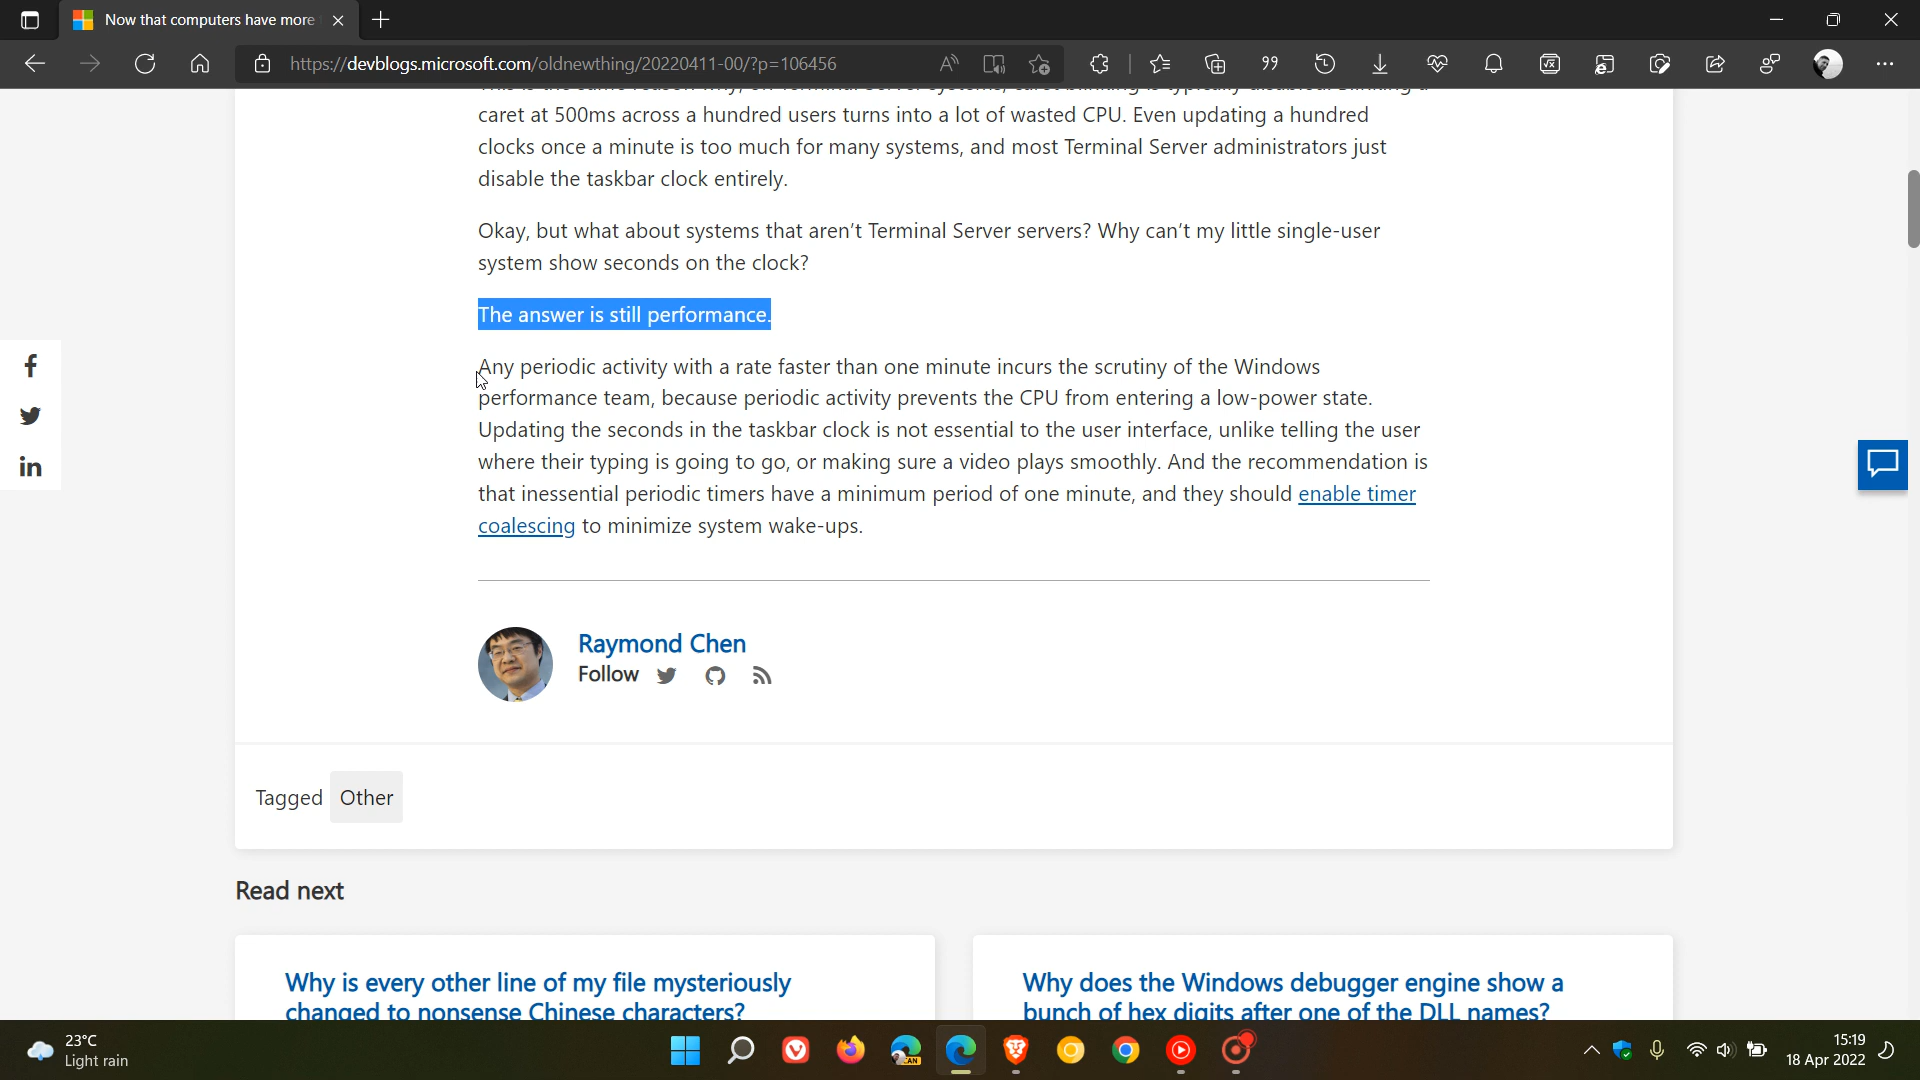 Now that computers have more
https://devblogs.microsoft.com/oldnewthing/20220411-00/?p=106456
caret at 500ms across a hundred users turns into a lot of wasted CPU. Even updating a hundred
clocks once a minute is too much for many systems, and most Terminal Server administrators just
disable the taskbar clock entirely.
Okay, but what about systems that aren't Terminal Server servers? Why can't my little single-user
system show seconds on the clock?
The answer is still performance.
Any periodic activity with a rate faster than one minute incurs the scrutiny of the Windows
performance team, because periodic activity prevents the CPU from entering a low-power state.
Updating the seconds in the taskbar clock is not essential to the user interface, unlike telling the user
where their typing is going to go, or making sure a video plays smoothly. And the recommendation is
that inessential periodic timers have a minimum period of one minute, and they should enable timer
coalescing to minimize system wake-ups.
Raymond Chen
Follow
Tagged Other
Read next
Why is every other line of my file mysteriously
changed to nonsense Chinese characters?
Why does the Windows debugger engine show a
bunch of hex digits after one of the DLL names?
23°C
Light rain
CAN
15:19
18 Apr 2022